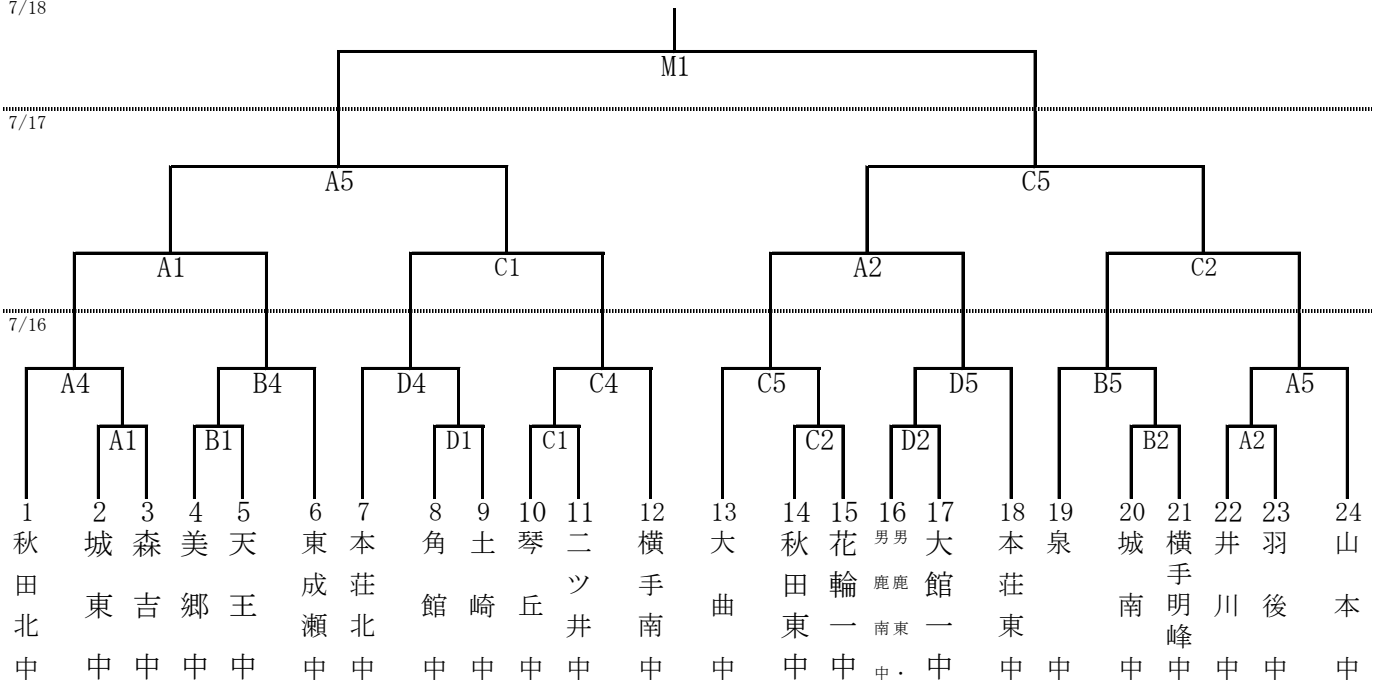 7/18
M1
7/17
A5
C5
A1
C1
A2
C2
7/16
A4
B4
D4
C4
C5
D5
B5
A5
A1
B1
D1
C1
C2
D2
B2
A2
1
2
3
4
5
6
7
8
9
10
11
12
13
14
15
16
17
18
19
20
21
22
23
24
秋田北中
城東中
森吉中
美郷中
天王中
東成瀬中
本荘北中
角館中
土崎中
琴丘中
二ツ井中
横手南中
大曲中
秋田東中
花輪一中
男鹿東・
男鹿南中
大館一中
本荘東中
泉中
城南中
横手明峰中
井川中
羽後中
山本中